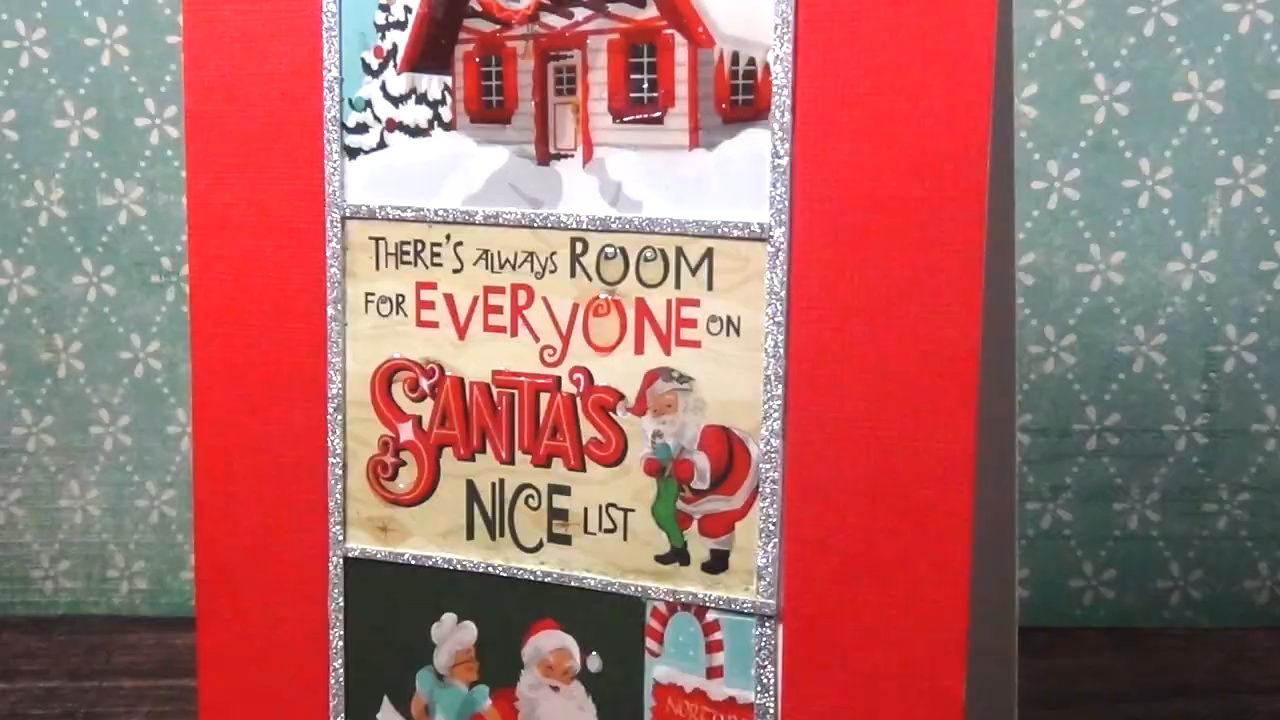 THERE'S ALWAYS ROOM
FOR EVERYONE ON
SANTA'S
NICE LIST